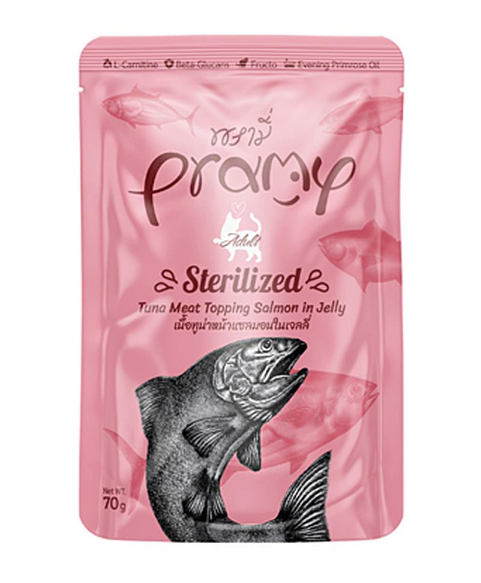 L-Carnitine Beta-Glucans Fructo Evening Primrose Oil
พรามี่
pramy
Adult
Sterilized
Tuna Meat Topping Salmon in Jelly
เนื้อทูน่าหน้าแซลมอนในเจลลี่
Net WT.
70g